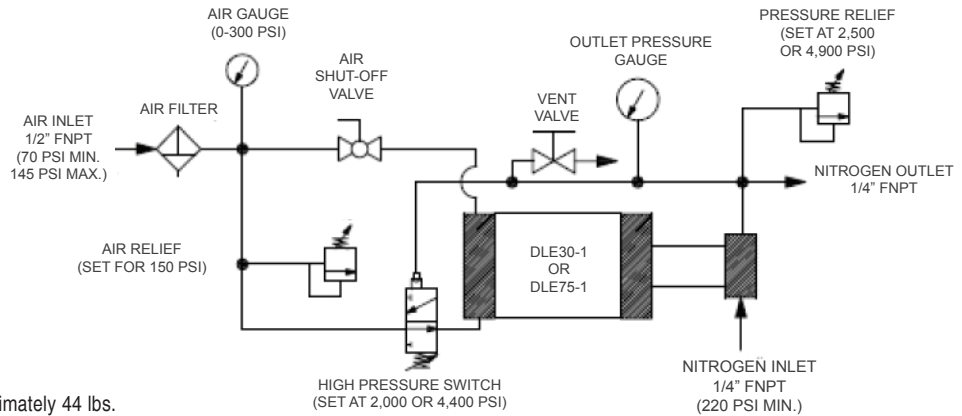 AIR GAUGE
(0-300 PSI)
PRESSURE RELIEF
(SET AT 2,500
OR 4,900 PSI)
OUTLET PRESSURE
GAUGE
AIR
SHUT-OFF
VALVE
VENT
VALVE
AIR FILTER
AIR INLET
1/2" FNPT
(70 PSI MIN.
145 PSI MAX.)
NITROGEN OUTLET
1/4" FNPT
AIR RELIEF
(SET FOR 150 PSI)
DLE30-1
OR
DLE75-1
HIGH PRESSURE SWITCH
(SET AT 2,000 OR 4,400 PSI)
NITROGEN INLET
1/4" FNPT
(220 PSI MIN.)
imately 44 lbs.